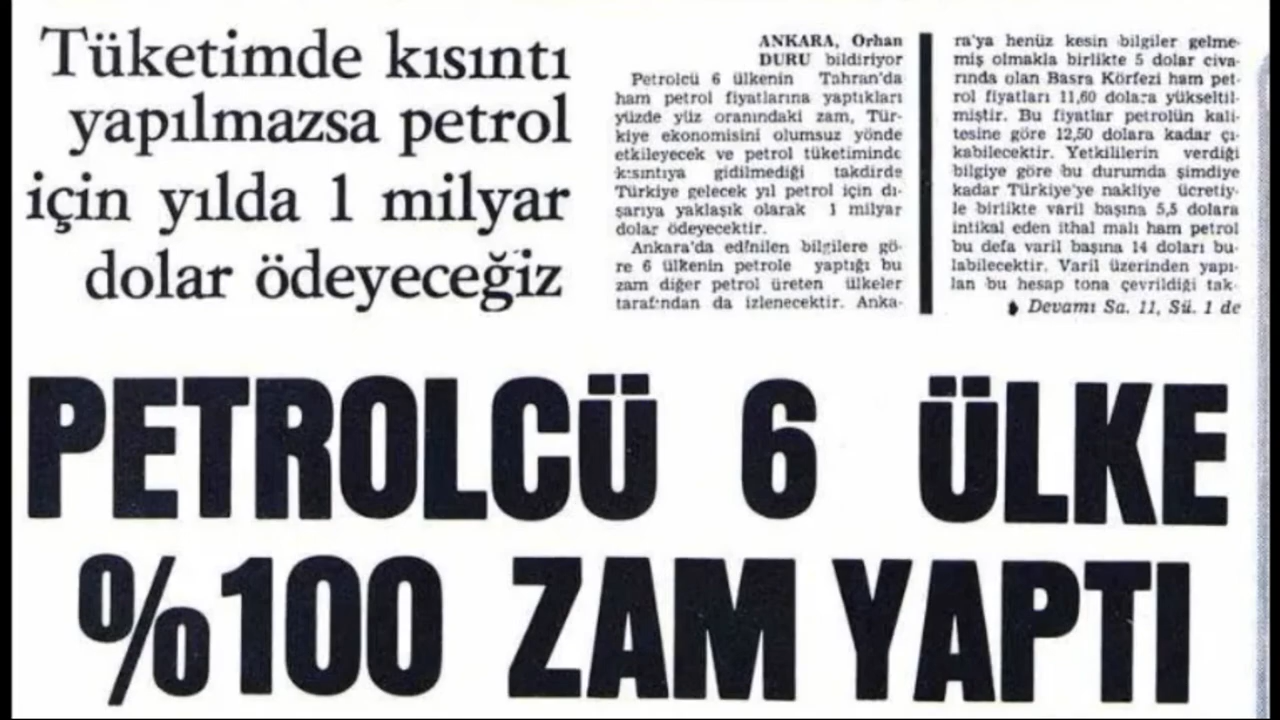 Tüketimde kısıntı
yapılmazsa petrol
için yılda 1 milyar
dolar ödeyeceğiz
ANKARA, Orhan
DURU bildiriyor
Petrolcü 6 ülkenin Tahran'da
ham petrol fiyatlarına yaptıkları
yüzde yüz oranındaki zam, Tür-
kiye ekonomisini olumsuz yönde
etkileyecek ve petrol tüketiminde
kısıntıya gidilmediği takdirde
Türkiye gelecek yıl petrol için dı-
şarıya yaklaşık olarak 1 milyar
dolar ödeyecektir.
Ankara'da edinilen bilgilere gö-
re 6 ülkenin petrole yaptığı bu
zam diğer petrol üreten ülkeler
tarafından da izlenecektir. Anka-
ra'ya henüz kesin bilgiler gelme-
miş olmakla birlikte 5 dolar civa-
rında olan Basra Körfezi ham pet-
rol fiyatları 11,60 dolara yükseltil-
miştir. Bu fiyatlar petrolün kali-
tesine göre 12,50 dolara kadar çı-
kabilecektir. Yetkililerin verdiği
bilgiye göre bu durumda şimdiye
kadar Türkiye'ye nakliye ücretiy-
le birlikte varil başına 5,5 dolara
intikal eden ithal malı ham petrol
bu defa varil başına 14 doları bu-
labilecektir. Varil üzerinden yapı-
lan bu hesap tona çevrildiği tak-
Devamı Sa. 11, Sü. 1 de
PETROLCÜ 6 ÜLKE
%100 ZAM YAPTI